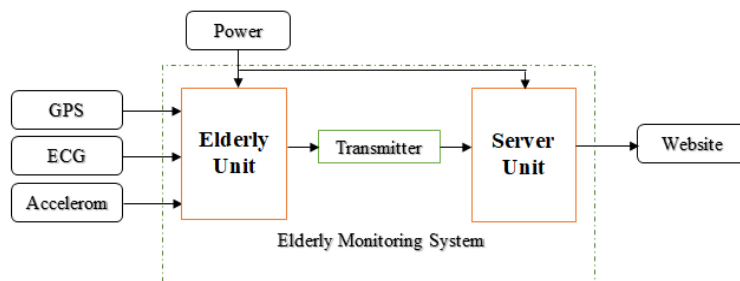 Power
GPS
ECG
Accelerom
Elderly
Unit
Transmitter
Server
Unit
Website
Elderly Monitoring System